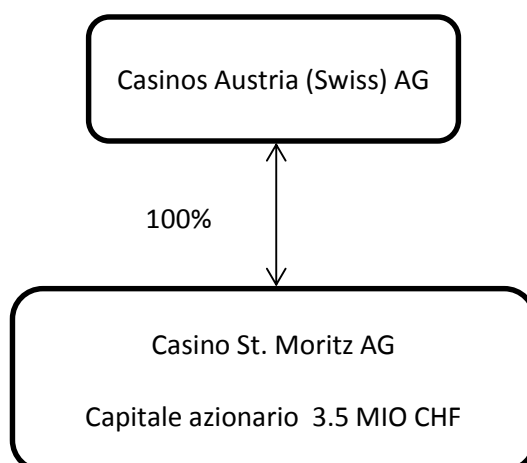 Casinos Austria (Swiss) AG
100%
Casino St. Moritz AG
Capitale azionario 3.5 MIO CHF